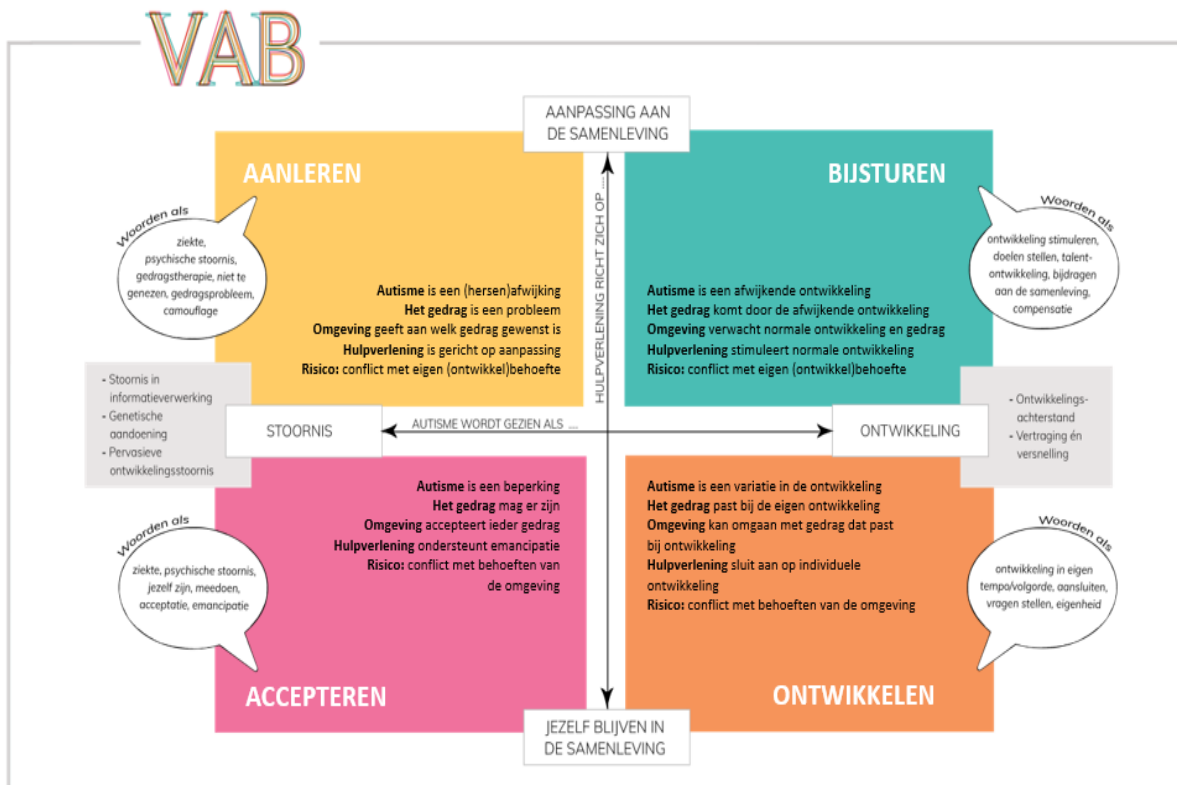 VAB
AANPASSING AAN
DE SAMENLEVING
AANLEREN
Woorden als
ziekte,
psychische stoornis,
gedragstherapie, niet te
genezen, gedragsprobleem,
camouflage
Autisme is een (hersen)afwijking
Het gedrag is een probleem
Omgeving geeft aan welk gedrag gewenst is
Hulpverlening is gericht op aanpassing
Risico: conflict met eigen (ontwikkel)behoefte
HULPVERLENING RICHT ZICH OP ....
BIJSTUREN
Woorden als
ontwikkeling stimuleren,
doelen stellen, talent-
ontwikkeling, bijdragen
aan de samenleving,
compensatie
Autisme is een afwijkende ontwikkeling
Het gedrag komt door de afwijkende ontwikkeling
Omgeving verwacht normale ontwikkeling en gedrag
Hulpverlening stimuleert normale ontwikkeling
Risico: conflict met eigen (ontwikkel)behoefte
- Stoornis in
informatieverwerking
- Genetische
aandoening
- Pervasieve
ontwikkelingsstoornis
STOORNIS
AUTISME WORDT GEZIEN ALS ....
ONTWIKKELING
- Ontwikkelings-
achterstand
- Vertraging én
versnelling
Autisme is een beperking
Het gedrag mag er zijn
Omgeving accepteert ieder gedrag
Hulpverlening ondersteunt emancipatie
Risico: conflict met behoeften van
de omgeving
Woorden als
ziekte, psychische stoornis,
jezelf zijn, meedoen,
acceptatie, emancipatie
ACCEPTEREN
Autisme is een variatie in de ontwikkeling
Het gedrag past bij de eigen ontwikkeling
Omgeving kan omgaan met gedrag dat past
bij ontwikkeling
Hulpverlening sluit aan op individuele
ontwikkeling
Risico: conflict met behoeften van de omgeving
Woorden als
ontwikkeling in eigen
tempo/volgorde, aansluiten,
vragen stellen, eigenheid
ONTWIKKELEN
JEZELF BLIJVEN IN
DE SAMENLEVING